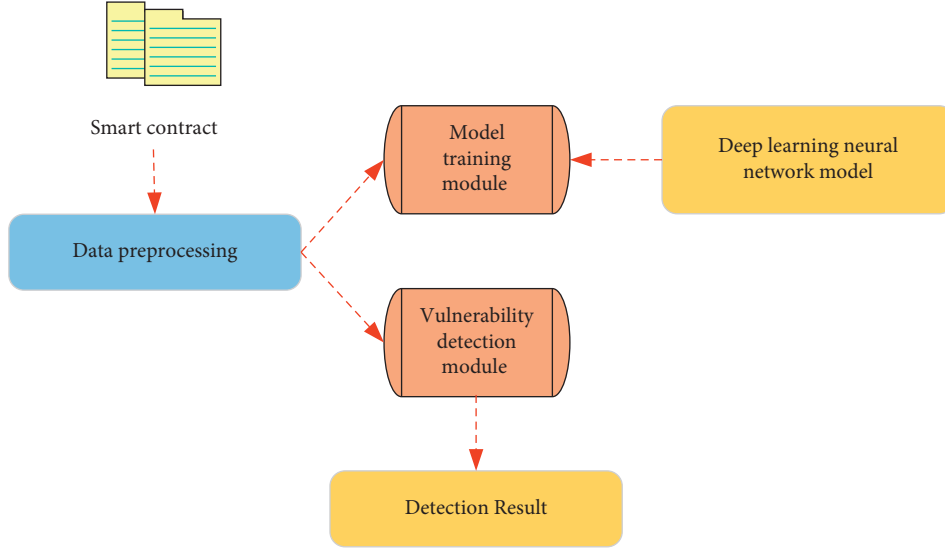 Smart contract
Model
training
module
Deep learning neural
network model
Data preprocessing
Vulnerability
detection
module
Detection Result